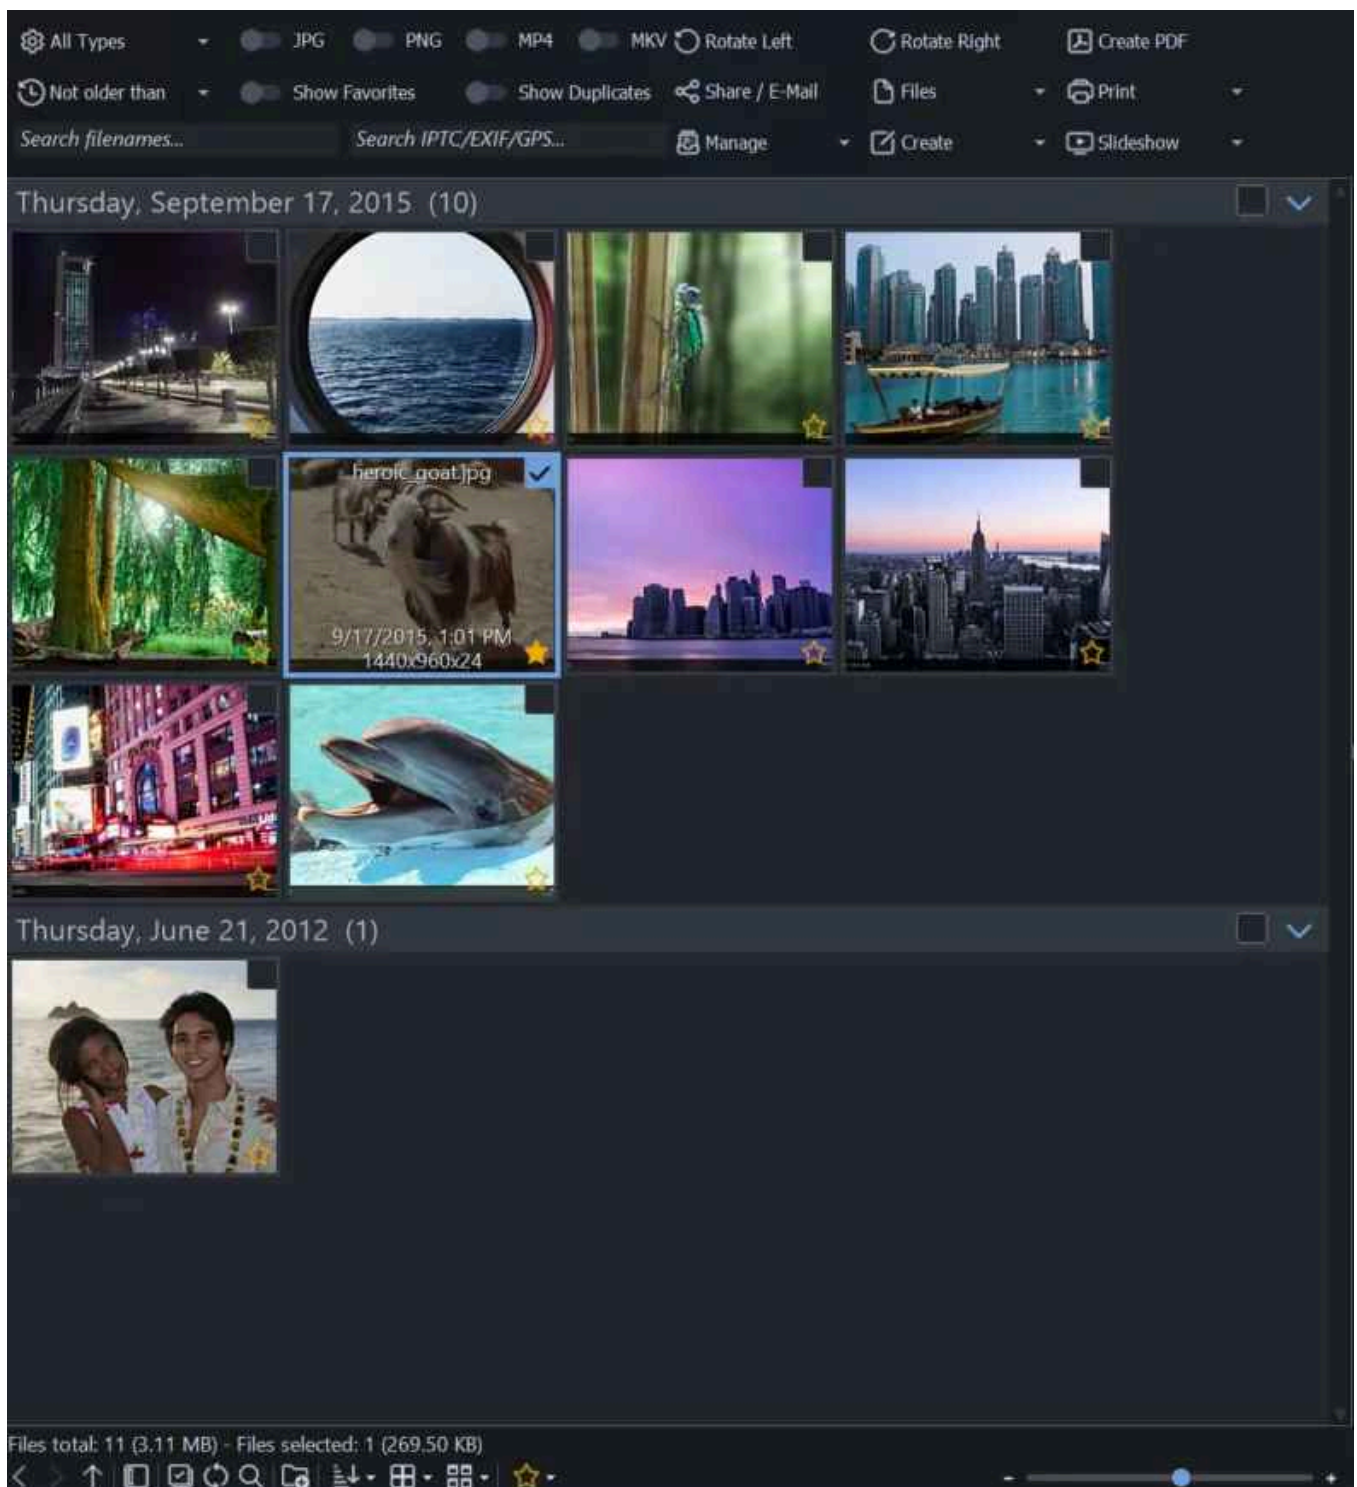 All Types JPG PNG MP4 MKV Rotate Left Rotate Right Create PDF
Not older than Show Favorites Show Duplicates Share / E-Mail Files Print
Search filenames... Search IPTC/EXIF/GPS... Manage Create Slideshow
Thursday, September 17, 2015 (10)
heroic_goat.jpg
9/17/2015, 1:01 PM
1440x960x24
Thursday, June 21, 2012 (1)
Files total: 11 (3.11 MB) - Files selected: 1 (269.50 KB)